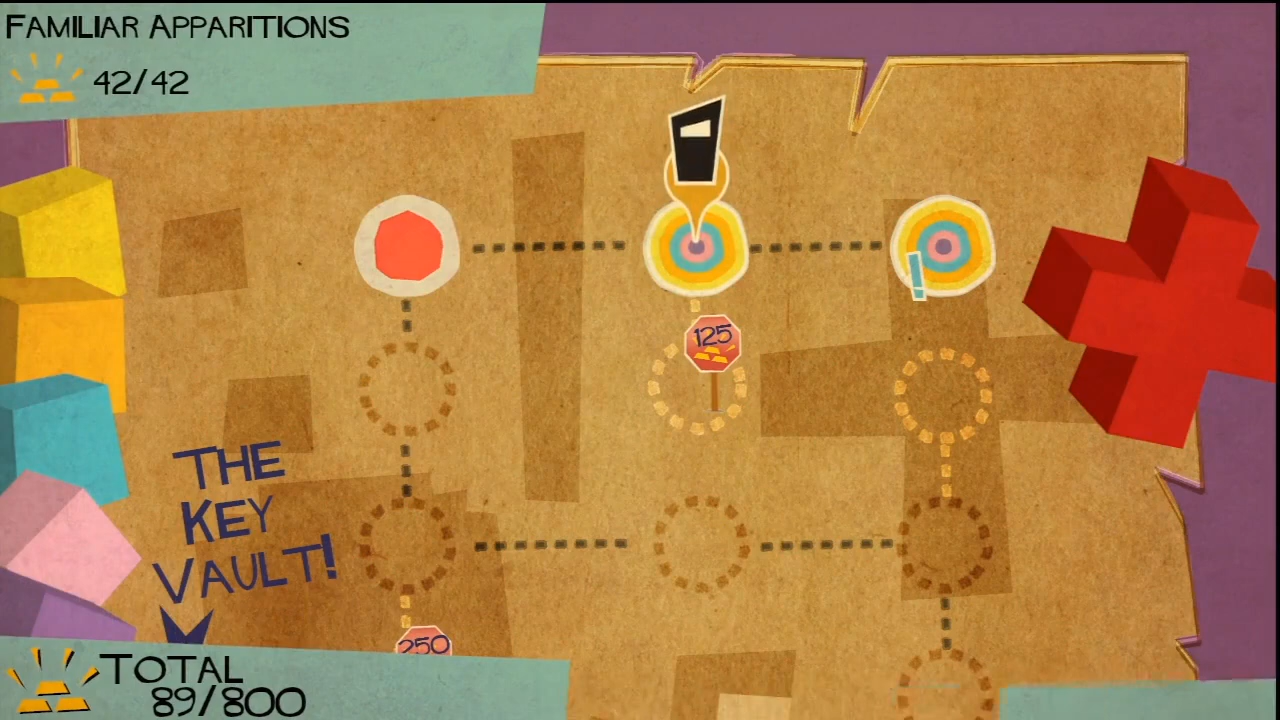 FAMILIAR APPARITIONS
42/42
125
THE
KEY
VAULT!
250
TOTAL
89/800